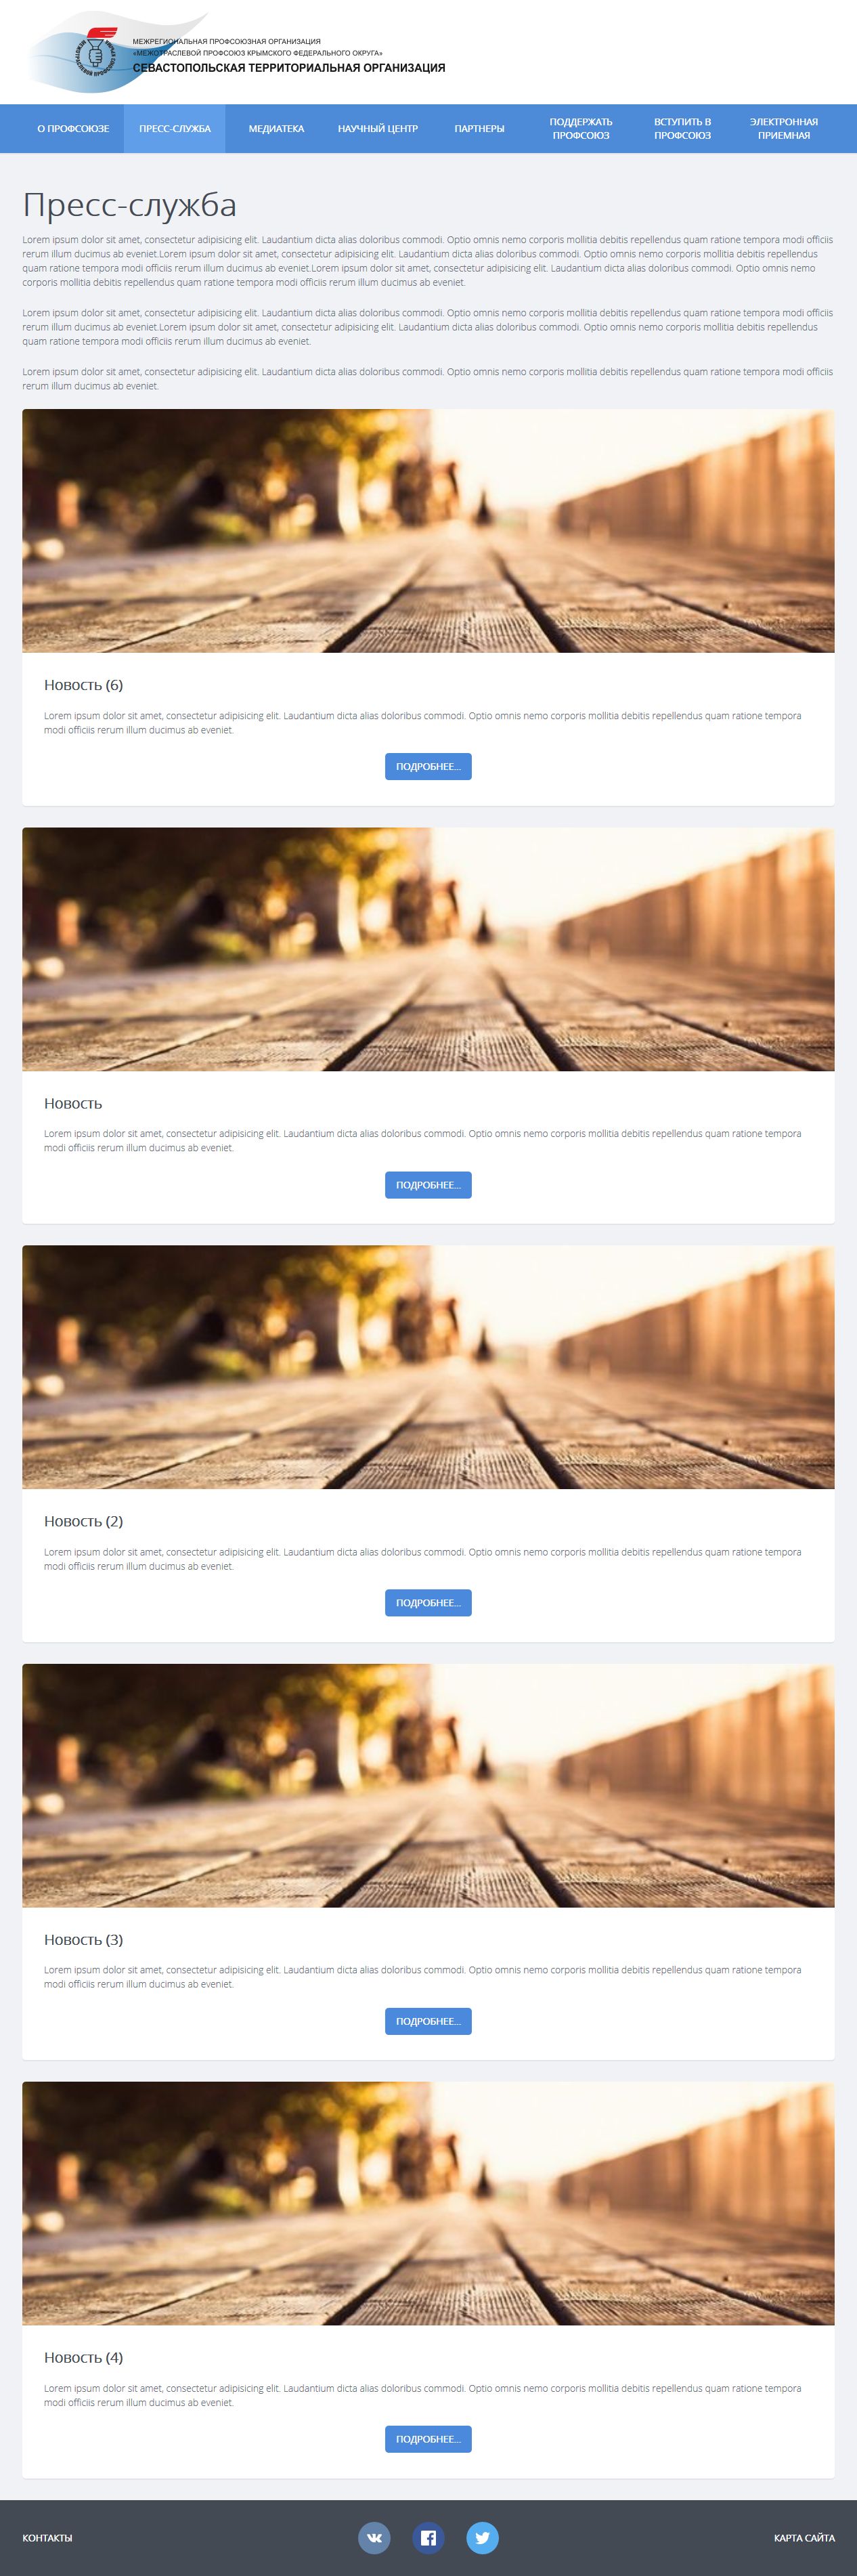 МЕЖРЕГИОНАЛЬНАЯ ПРОФСОЮЗНАЯ ОРГАНИЗАЦИЯ
«МЕЖОТРАСЛЕВОЙ ПРОФСОЮЗ КРЫМСКОГО ФЕДЕРАЛЬНОГО ОКРУГА»
СЕВАСТОПОЛЬСКАЯ ТЕРРИТОРИАЛЬНАЯ ОРГАНИЗАЦИЯ
О ПРОФСОЮЗЕ
ПРЕСС-СЛУЖБА
МЕДИАТЕКА
НАУЧНЫЙ ЦЕНТР
ПАРТНЕРЫ
ПОДДЕРЖАТЬ
ПРОФСОЮЗ
ВСТУПИТЬ В
ПРОФСОЮЗ
ЭЛЕКТРОННАЯ
ПРИЕМНАЯ
Пресс-служба
Lorem ipsum dolor sit amet, consectetur adipisicing elit. Laudantium dicta alias doloribus commodi. Optio omnis nemo corporis mollitia debitis repellendus quam ratione tempora modi officiis
rerum illum ducimus ab eveniet.Lorem ipsum dolor sit amet, consectetur adipisicing elit. Laudantium dicta alias doloribus commodi. Optio omnis nemo corporis mollitia debitis repellendus
quam ratione tempora modi officiis rerum illum ducimus ab eveniet.Lorem ipsum dolor sit amet, consectetur adipisicing elit. Laudantium dicta alias doloribus commodi. Optio omnis nemo
corporis mollitia debitis repellendus quam ratione tempora modi officiis rerum illum ducimus ab eveniet.
Lorem ipsum dolor sit amet, consectetur adipisicing elit. Laudantium dicta alias doloribus commodi. Optio omnis nemo corporis mollitia debitis repellendus quam ratione tempora modi officiis
rerum illum ducimus ab eveniet.Lorem ipsum dolor sit amet, consectetur adipisicing elit. Laudantium dicta alias doloribus commodi. Optio omnis nemo corporis mollitia debitis repellendus
quam ratione tempora modi officiis rerum illum ducimus ab eveniet.
Lorem ipsum dolor sit amet, consectetur adipisicing elit. Laudantium dicta alias doloribus commodi. Optio omnis nemo corporis mollitia debitis repellendus quam ratione tempora modi officiis
rerum illum ducimus ab eveniet.
Новость (6)
Lorem ipsum dolor sit amet, consectetur adipisicing elit. Laudantium dicta alias doloribus commodi. Optio omnis nemo corporis mollitia debitis repellendus quam ratione tempora
modi officiis rerum illum ducimus ab eveniet.
ПОДРОБНЕЕ...
Новость
Lorem ipsum dolor sit amet, consectetur adipisicing elit. Laudantium dicta alias doloribus commodi. Optio omnis nemo corporis mollitia debitis repellendus quam ratione tempora
modi officiis rerum illum ducimus ab eveniet.
ПОДРОБНЕЕ...
Новость (2)
Lorem ipsum dolor sit amet, consectetur adipisicing elit. Laudantium dicta alias doloribus commodi. Optio omnis nemo corporis mollitia debitis repellendus quam ratione tempora
modi officiis rerum illum ducimus ab eveniet.
ПОДРОБНЕЕ...
Новость (3)
Lorem ipsum dolor sit amet, consectetur adipisicing elit. Laudantium dicta alias doloribus commodi. Optio omnis nemo corporis mollitia debitis repellendus quam ratione tempora
modi officiis rerum illum ducimus ab eveniet.
ПОДРОБНЕЕ...
Новость (4)
Lorem ipsum dolor sit amet, consectetur adipisicing elit. Laudantium dicta alias doloribus commodi. Optio omnis nemo corporis mollitia debitis repellendus quam ratione tempora
modi officiis rerum illum ducimus ab eveniet.
ПОДРОБНЕЕ...
КОНТАКТЫ
КАРТА САЙТА